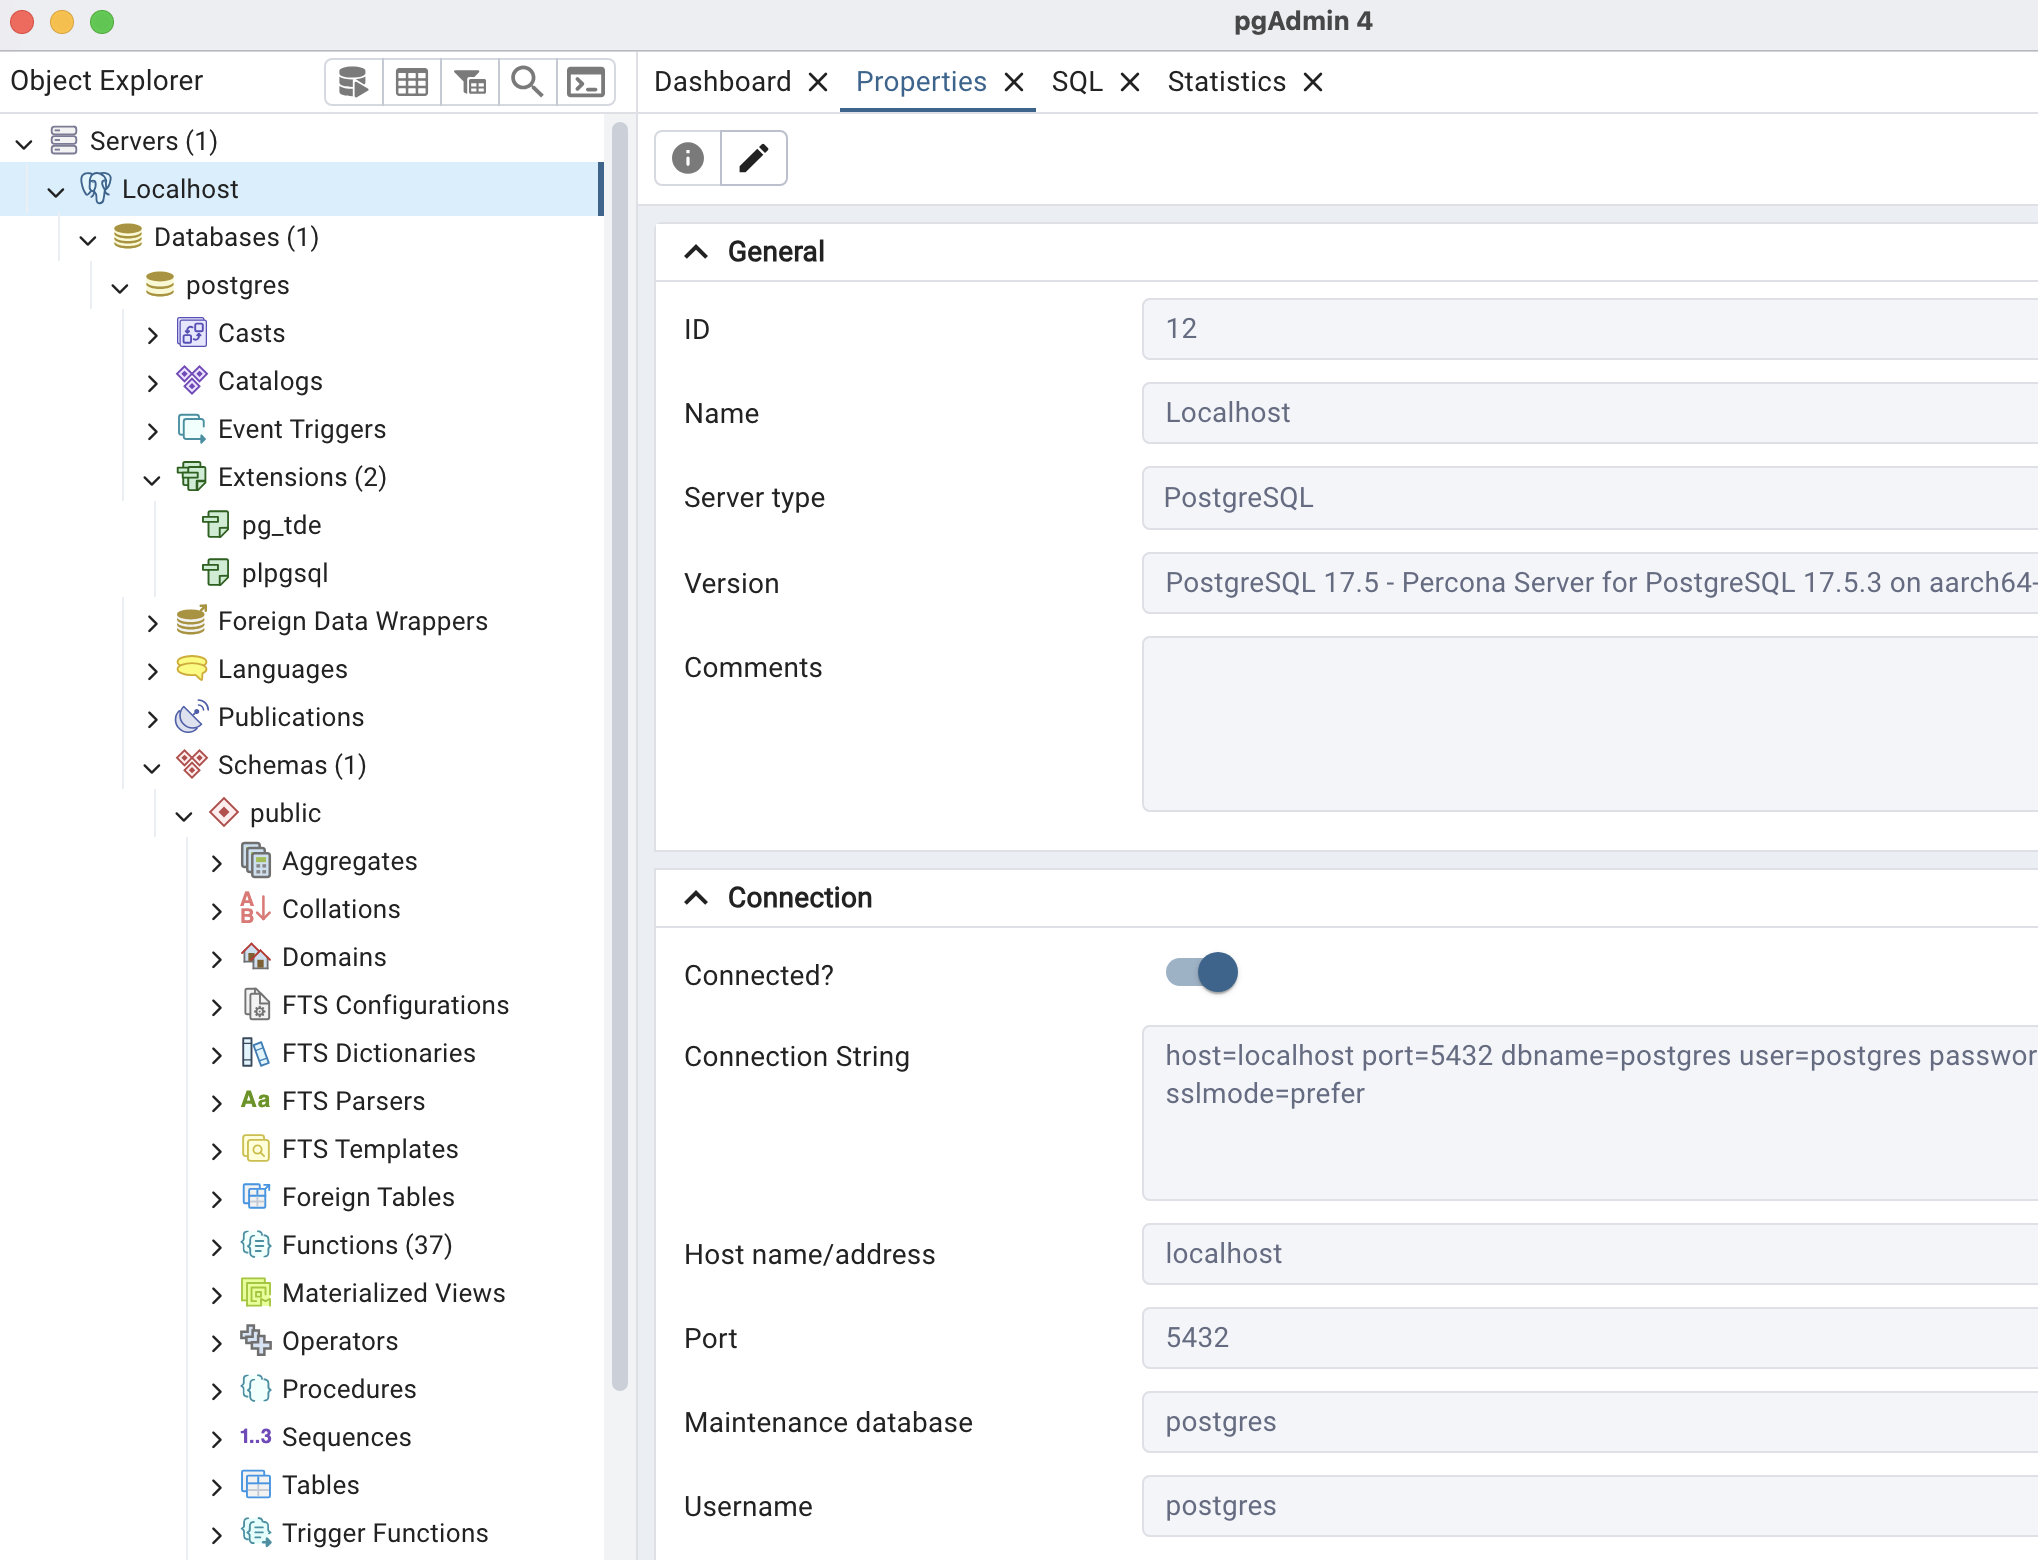 pgAdmin 4
Object Explorer
Dashboard
Properties
SQL
Statistics
Servers (1)
Localhost
Databases (1)
postgres
Casts
Catalogs
Event Triggers
Extensions (2)
pg_tde
plpgsql
Foreign Data Wrappers
Languages
Publications
Schemas (1)
public
Aggregates
Collations
Domains
FTS Configurations
FTS Dictionaries
Aa FTS Parsers
FTS Templates
Foreign Tables
Functions (37)
Materialized Views
Operators
Procedures
1..3 Sequences
Tables
Trigger Functions
General
ID
12
Name
Localhost
Server type
PostgreSQL
Version
PostgreSQL 17.5 - Percona Server for PostgreSQL 17.5.3 on aarch64-
Comments
Connection
Connected?
Connection String
host=localhost port=5432 dbname=postgres user=postgres passwor
sslmode=prefer
Host name/address
localhost
Port
5432
Maintenance database
postgres
Username
postgres